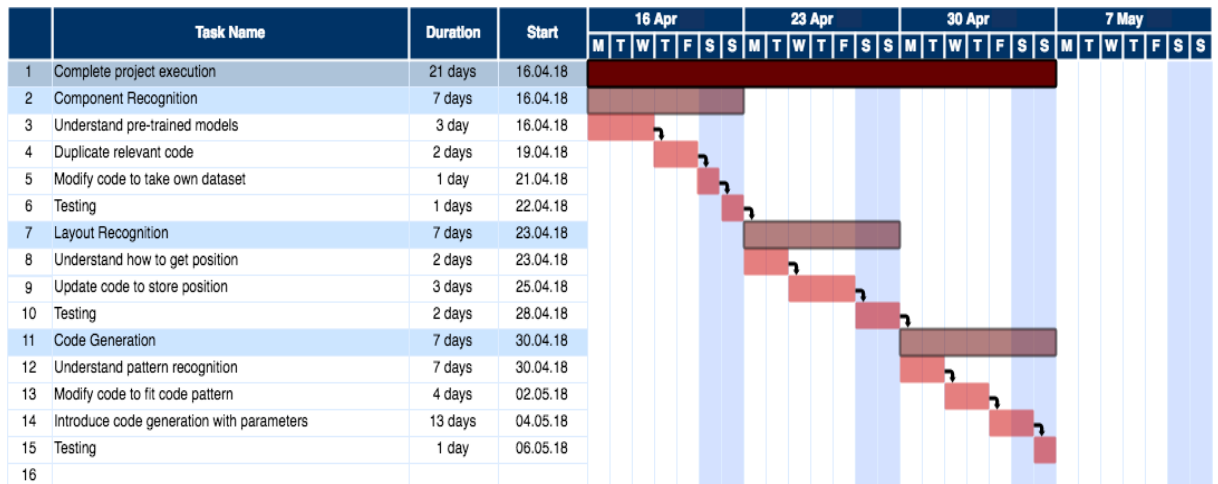 Task Name Duration Start 16 Apr 23 Apr 30 Apr 7 May
M T W T F S S M T W T F S S M T W T F S S M T W T F S S
1 Complete project execution 21 days 16.04.18
2 Component Recognition 7 days 16.04.18
3 Understand pre-trained models 3 day 16.04.18
4 Duplicate relevant code 2 days 19.04.18
5 Modify code to take own dataset 1 day 21.04.18
6 Testing 1 days 22.04.18
7 Layout Recognition 7 days 23.04.18
8 Understand how to get position 2 days 23.04.18
9 Update code to store position 3 days 25.04.18
10 Testing 2 days 28.04.18
11 Code Generation 7 days 30.04.18
12 Understand pattern recognition 7 days 30.04.18
13 Modify code to fit code pattern 4 days 02.05.18
14 Introduce code generation with parameters 13 days 04.05.18
15 Testing 1 day 06.05.18
16